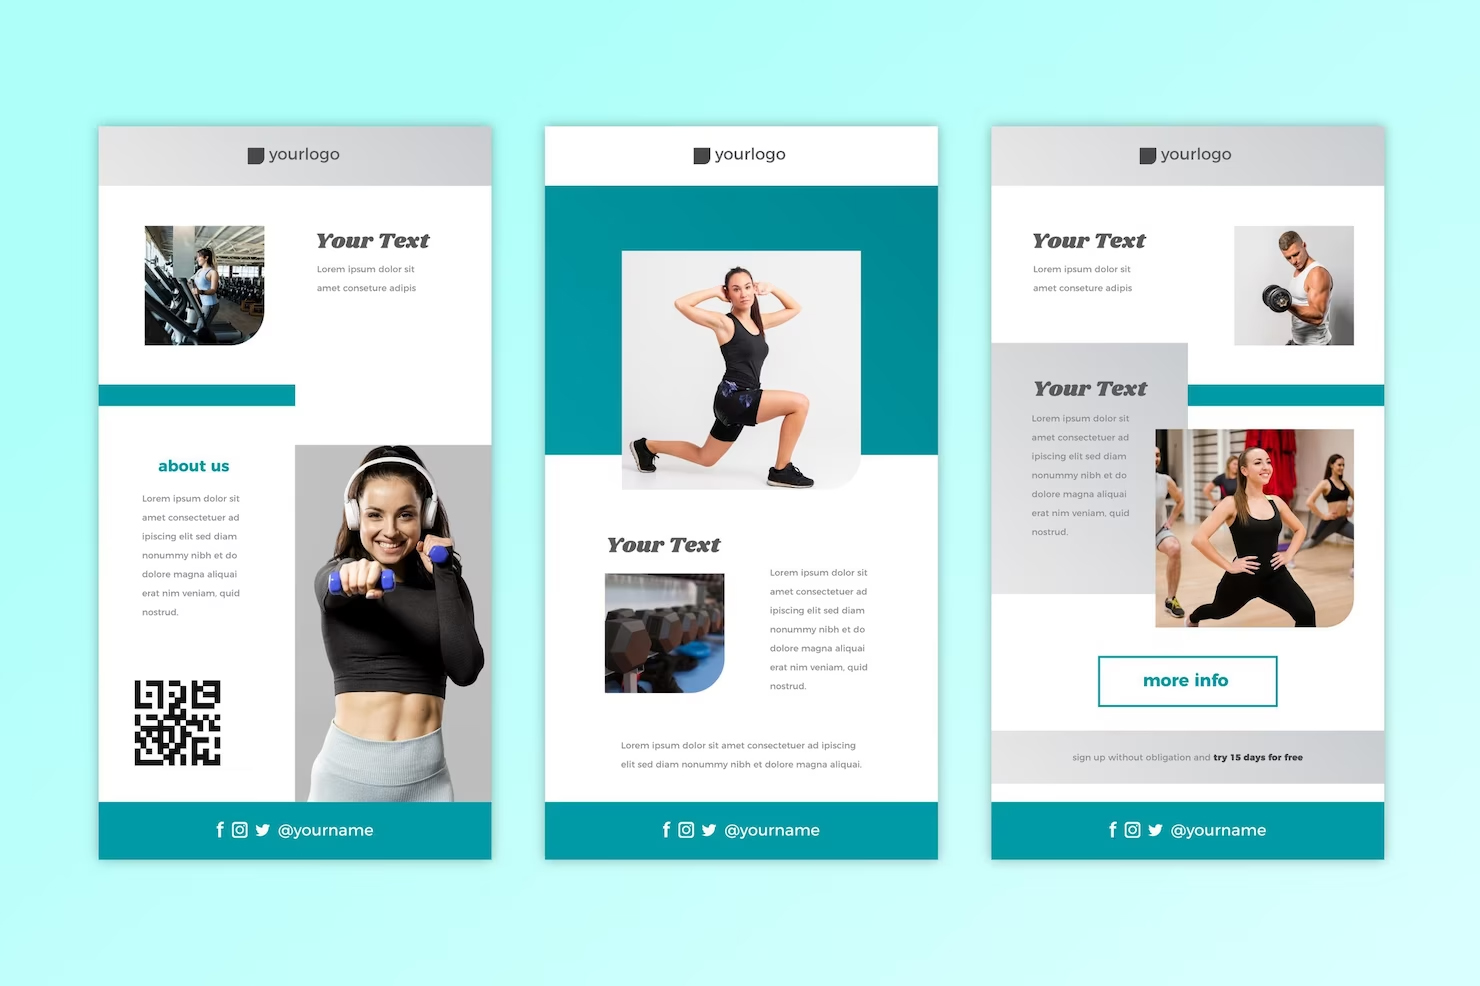 yourlogo
Your Text
Lorem ipsum dolor sit
amet conseture adipis
about us
Lorem ipsum dolor sit
amet consectetuer ad
ipiscing elit sed diam
nonummy nibh et do
dolore magna aliquai
erat nim veniam, quid
nostrud.
f @yourname
yourlogo
Your Text
Lorem ipsum dolor sit
amet consectetuer ad
ipiscing elit sed diam
nonummy nibh et do
dolore magna aliquai
erat nim veniam, quid
nostrud.
Lorem ipsum dolor sit amet consectetuer ad ipiscing
elit sed diam nonummy nibh et do dolore magna aliquai.
f @yourname
yourlogo
Your Text
Lorem ipsum dolor sit
amet conseture adipis
Your Text
Lorem ipsum dolor sit
amet consectetuer ad
ipiscing elit sed diam
nonummy nibh et do
dolore magna aliquai
erat nim veniam, quid
nostrud.
more info
sign up without obligation and try 15 days for free
f @yourname